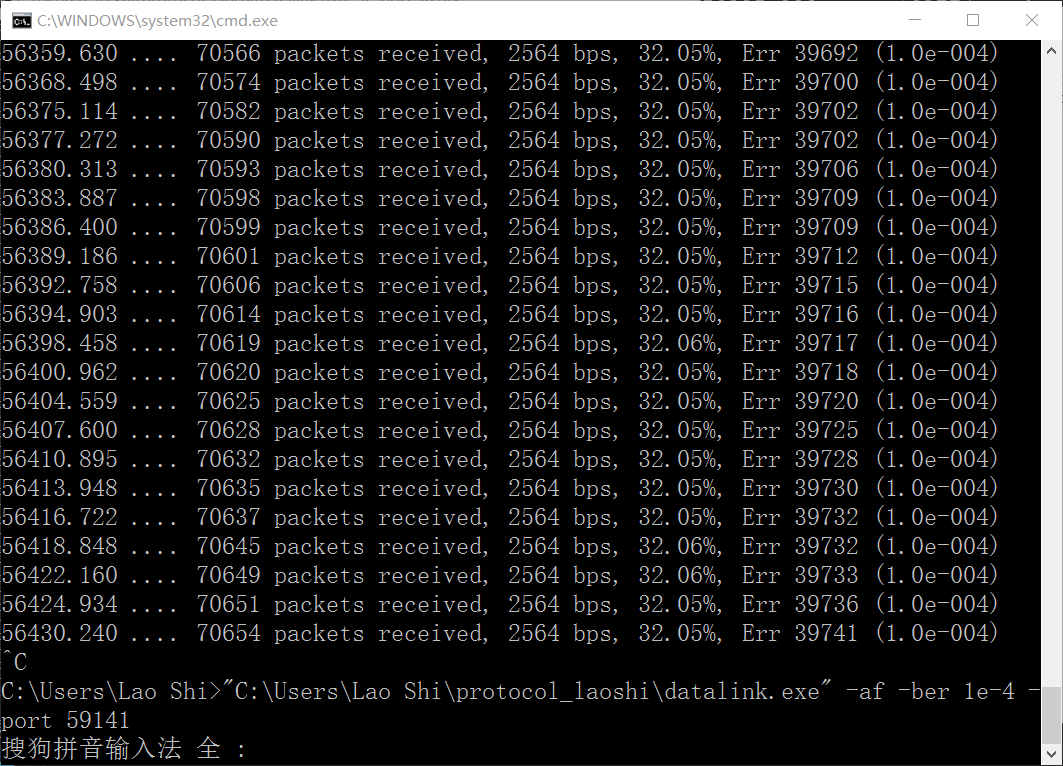 C:\WINDOWS\system32\cmd.exe
56359.630 .... 70566 packets received, 2564 bps, 32.05%, Err 39692 (1.0e-004)
56368.498 .... 70574 packets received, 2564 bps, 32.05%, Err 39700 (1.0e-004)
56375.114 .... 70582 packets received, 2564 bps, 32.05%, Err 39702 (1.0e-004)
56377.272 .... 70590 packets received, 2564 bps, 32.05%, Err 39702 (1.0e-004)
56380.313 .... 70593 packets received, 2564 bps, 32.05%, Err 39706 (1.0e-004)
56383.887 .... 70598 packets received, 2564 bps, 32.05%, Err 39709 (1.0e-004)
56386.400 .... 70599 packets received, 2564 bps, 32.05%, Err 39709 (1.0e-004)
56389.186 .... 70601 packets received, 2564 bps, 32.05%, Err 39712 (1.0e-004)
56392.758 .... 70606 packets received, 2564 bps, 32.05%, Err 39715 (1.0e-004)
56394.903 .... 70614 packets received, 2564 bps, 32.05%, Err 39716 (1.0e-004)
56398.458 .... 70619 packets received, 2564 bps, 32.06%, Err 39717 (1.0e-004)
56400.962 .... 70620 packets received, 2564 bps, 32.05%, Err 39718 (1.0e-004)
56404.559 .... 70625 packets received, 2564 bps, 32.05%, Err 39720 (1.0e-004)
56407.600 .... 70628 packets received, 2564 bps, 32.05%, Err 39725 (1.0e-004)
56410.895 .... 70632 packets received, 2564 bps, 32.05%, Err 39728 (1.0e-004)
56413.948 .... 70635 packets received, 2564 bps, 32.05%, Err 39730 (1.0e-004)
56416.722 .... 70637 packets received, 2564 bps, 32.05%, Err 39732 (1.0e-004)
56418.848 .... 70645 packets received, 2564 bps, 32.06%, Err 39732 (1.0e-004)
56422.160 .... 70649 packets received, 2564 bps, 32.06%, Err 39733 (1.0e-004)
56424.934 .... 70651 packets received, 2564 bps, 32.05%, Err 39736 (1.0e-004)
56430.240 .... 70654 packets received, 2564 bps, 32.05%, Err 39741 (1.0e-004)
^C
C:\Users\Lao Shi>"C:\Users\Lao Shi\protocol_laoshi\datalink.exe" -af -ber 1e-4 -
port 59141
搜狗拼音输入法 全 :